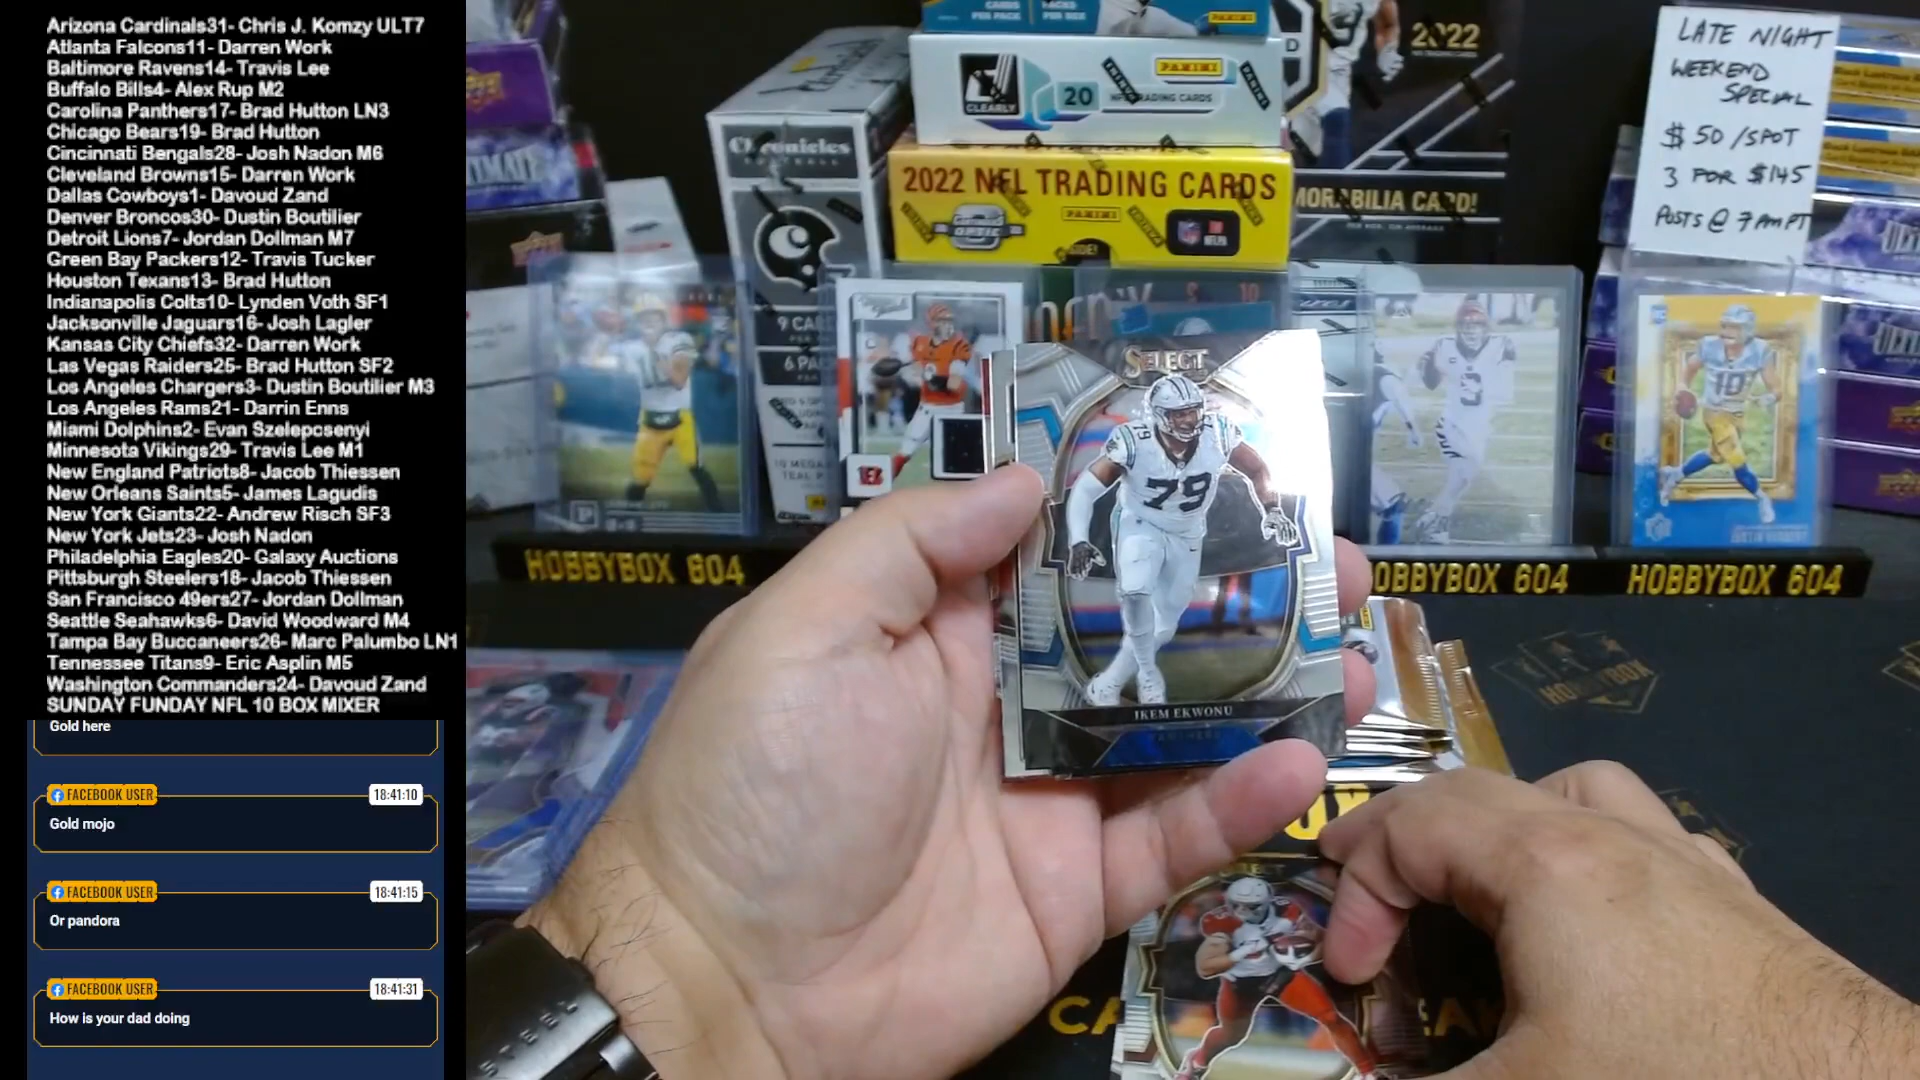 Arizona Cardinals31- Chris J. Komzy ULT7
Atlanta Falcons11- Darren Work
Baltimore Ravens14- Travis Lee
Buffalo Bills4- Alex Rup M2
Carolina Panthers17- Brad Hutton LN3
Chicago Bears19- Brad Hutton
Cincinnati Bengals28- Josh Nadon M6
Cleveland Browns15- Darren Work
Dallas Cowboys1- Davoud Zand
Denver Broncos30- Dustin Boutilier
Detroit Lions7- Jordan Dollman M7
Green Bay Packers12- Travis Tucker
Houston Texans13- Brad Hutton
Indianapolis Colts10- Lynden Voth SF1
Jacksonville Jaguars16- Josh Lagler
Kansas City Chiefs32- Darren Work
Las Vegas Raiders25- Brad Hutton SF2
Los Angeles Chargers3- Dustin Boutilier M3
Los Angeles Rams21- Darrin Enns
Miami Dolphins2- Evan Szelepcsenyi
Minnesota Vikings29- Travis Lee M1
New England Patriots8- Jacob Thiessen
New Orleans Saints5- James Lagudis
New York Giants22- Andrew Risch SF3
New York Jets23- Josh Nadon
Philadelphia Eagles20- Galaxy Auctions
Pittsburgh Steelers18- Jacob Thiessen
San Francisco 49ers27- Jordan Dollman
Seattle Seahawks6- David Woodward M4
Tampa Bay Buccaneers26- Marc Palumbo LN1
Tennessee Titans9- Eric Asplin M5
Washington Commanders24- Davoud Zand
SUNDAY FUNDAY NFL 10 BOX MIXER
Gold here
FACEBOOK USER 18:41:10
Gold mojo
FACEBOOK USER 18:41:15
Or pandora
FACEBOOK USER 18:41:31
How is your dad doing
LATE NIGHT
WEEKEND
SPECIAL
$50/SPOT
3 FOR $145
POSTS @ 7PM PT
2022
PANINI
CLEARLY
20
PANINI
2022 NFL TRADING CARDS
PANINI
OPTIC
NFL
Chronicles
MORABILIA CARD!
ULTIMATE
SELECT
79
IKEM EKWONU
HOBBYBOX 604
HOBBYBOX 604
HOBBYBOX 604